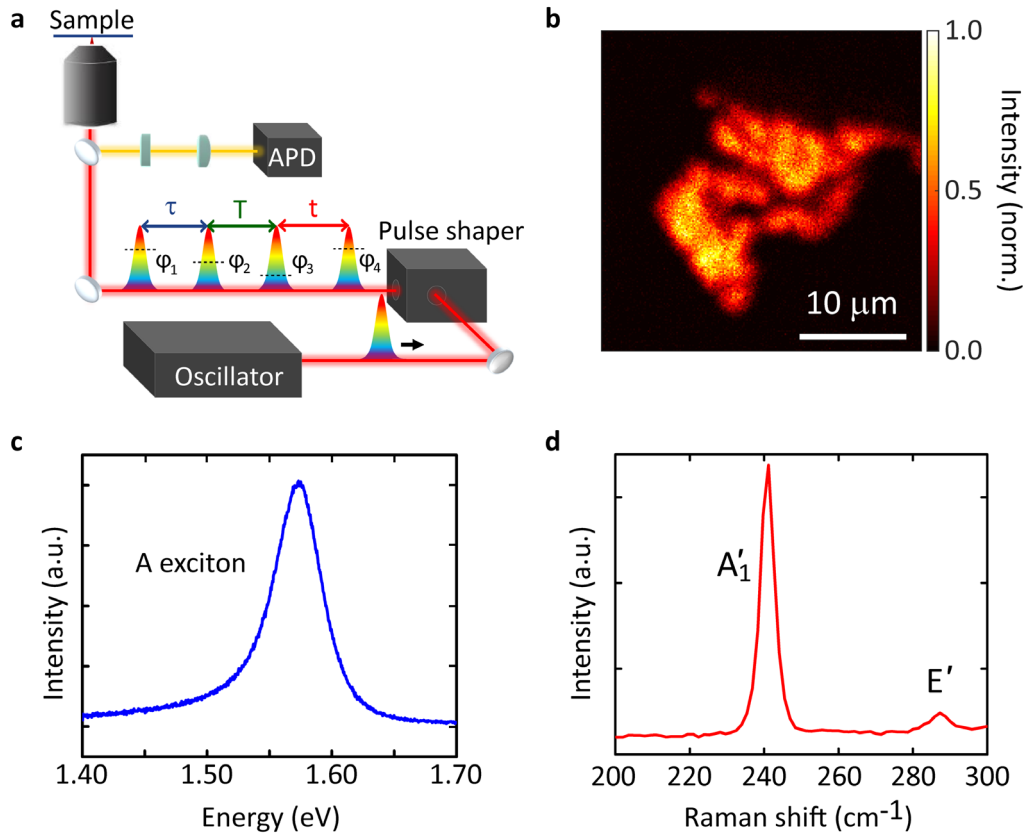 a
Sample
APD
τ
T
t
Pulse shaper
φ1
φ2
φ3
φ4
Oscillator
b
1.0
0.5
0.0
Intensity (norm.)
10 μm
c
A exciton
Intensity (a.u.)
1.40
1.50
1.60
1.70
Energy (eV)
d
A′1
E′
Intensity (a.u.)
200
220
240
260
280
300
Raman shift (cm-1)